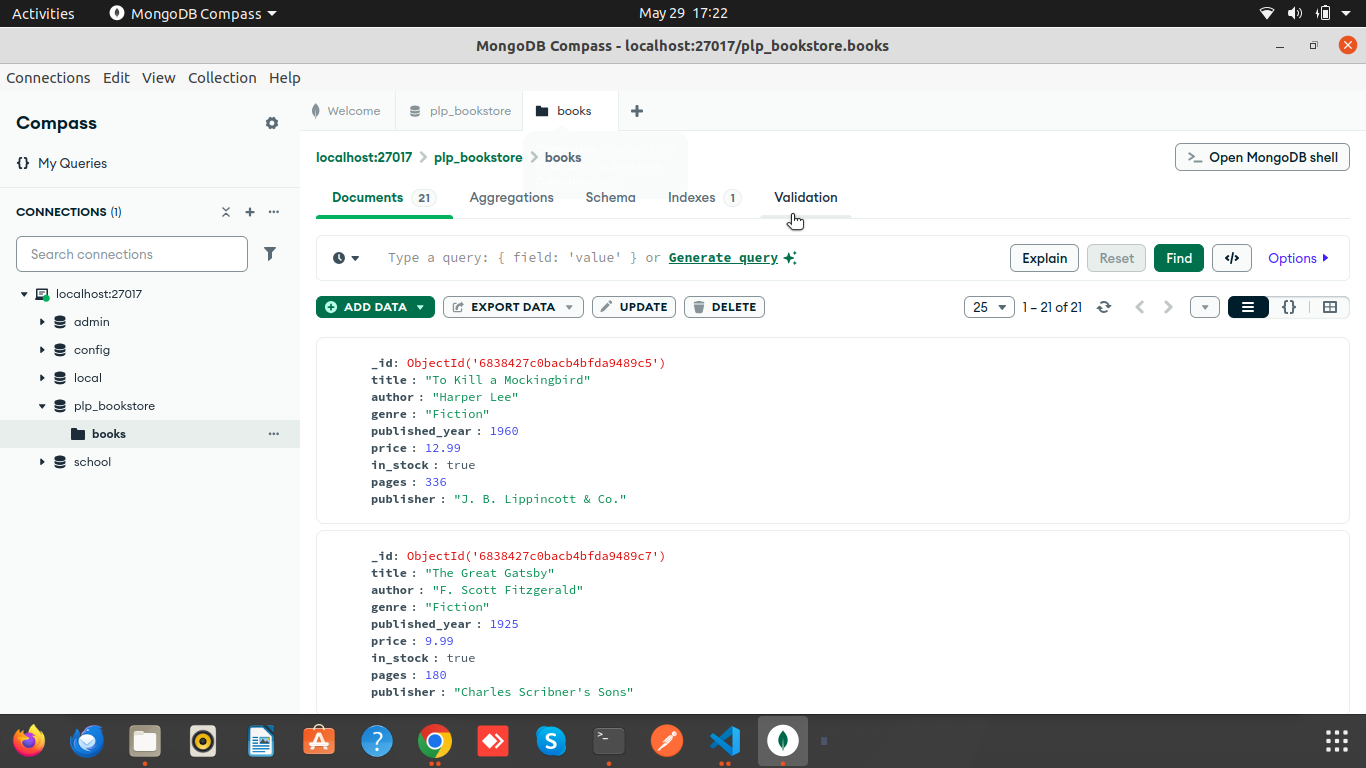 Activities MongoDB Compass May 29 17:22
MongoDB Compass - localhost:27017/plp_bookstore.books
Connections Edit View Collection Help
Compass
{} My Queries
CONNECTIONS (1)
Search connections
localhost:27017
admin
config
local
plp_bookstore
books
school
Welcome plp_bookstore books
localhost:27017 > plp_bookstore > books
>_ Open MongoDB shell
Documents 21 Aggregations Schema Indexes 1 Validation
Type a query: { field: 'value' } or Generate query
Explain Reset Find </> Options
ADD DATA EXPORT DATA UPDATE DELETE
25 1 – 21 of 21 {}
_id: ObjectId('6838427c0bacb4bfda9489c5')
title : "To Kill a Mockingbird"
author : "Harper Lee"
genre : "Fiction"
published_year : 1960
price : 12.99
in_stock : true
pages : 336
publisher : "J. B. Lippincott & Co."
_id: ObjectId('6838427c0bacb4bfda9489c7')
title : "The Great Gatsby"
author : "F. Scott Fitzgerald"
genre : "Fiction"
published_year : 1925
price : 9.99
in_stock : true
pages : 180
publisher : "Charles Scribner's Sons"